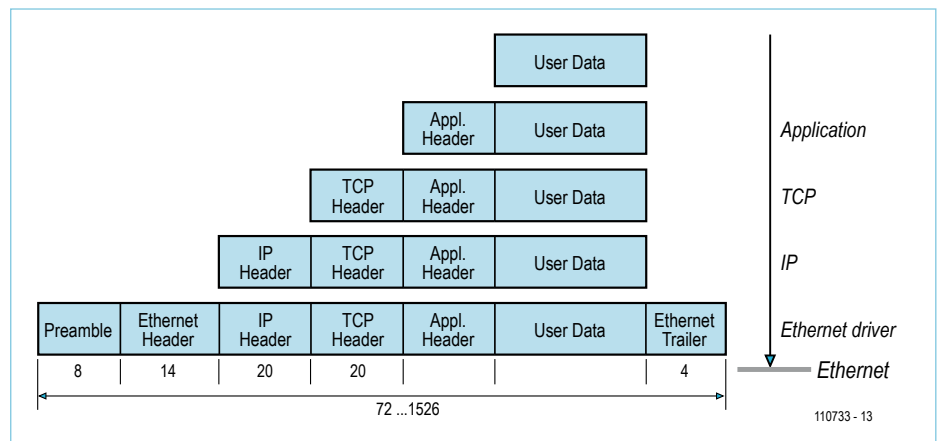 User Data
Appl.
Header
User Data
Application
TCP
Header
Appl.
Header
User Data
TCP
IP
Header
TCP
Header
Appl.
Header
User Data
IP
Preamble
Ethernet
Header
IP
Header
TCP
Header
Appl.
Header
User Data
Ethernet
Trailer
Ethernet driver
8
14
20
20
4
Ethernet
72 ...1526
110733 - 13